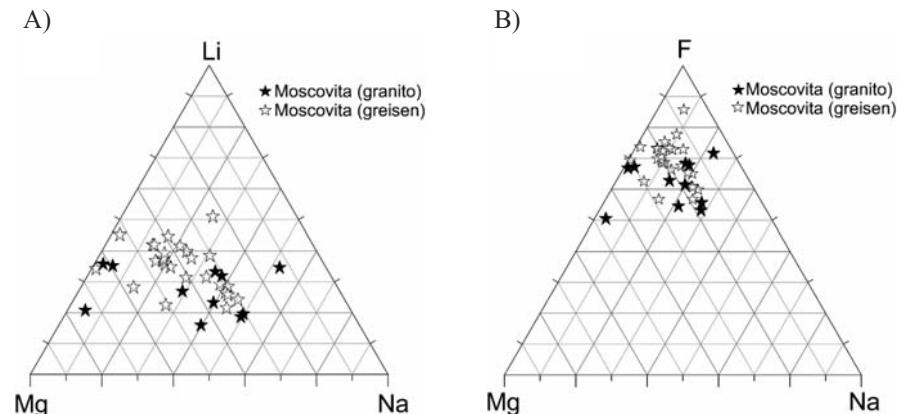 A)
Li
★Moscovita (granito)
☆Moscovita (greisen)
Mg
Na
B)
F
★Moscovita (granito)
☆Moscovita (greisen)
Mg
Na